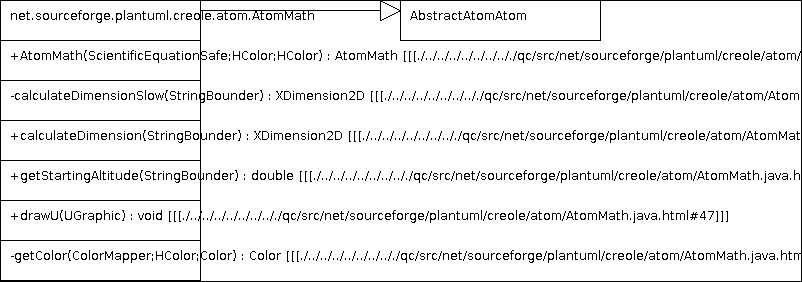 net.sourceforge.plantuml.creole.atom.AtomMath
AbstractAtomAtom
+AtomMath(ScientificEquationSafe;HColor;HColor) : AtomMath [[[./../../../../../../../../qc/src/net/sourceforge/plantuml/creole/atom/
-calculateDimensionSlow(StringBounder) : XDimension2D [[[./../../../../../../../../qc/src/net/sourceforge/plantuml/creole/atom/Atom
+calculateDimension(StringBounder) : XDimension2D [[[./../../../../../../../../qc/src/net/sourceforge/plantuml/creole/atom/AtomMat
+getStartingAltitude(StringBounder) : double [[[./../../../../../../../../qc/src/net/sourceforge/plantuml/creole/atom/AtomMath.java.h
+drawU(UGraphic) : void [[[./../../../../../../../../qc/src/net/sourceforge/plantuml/creole/atom/AtomMath.java.html#47]]]
-getColor(ColorMapper;HColor;Color) : Color [[[./../../../../../../../../qc/src/net/sourceforge/plantuml/creole/atom/AtomMath.java.htm